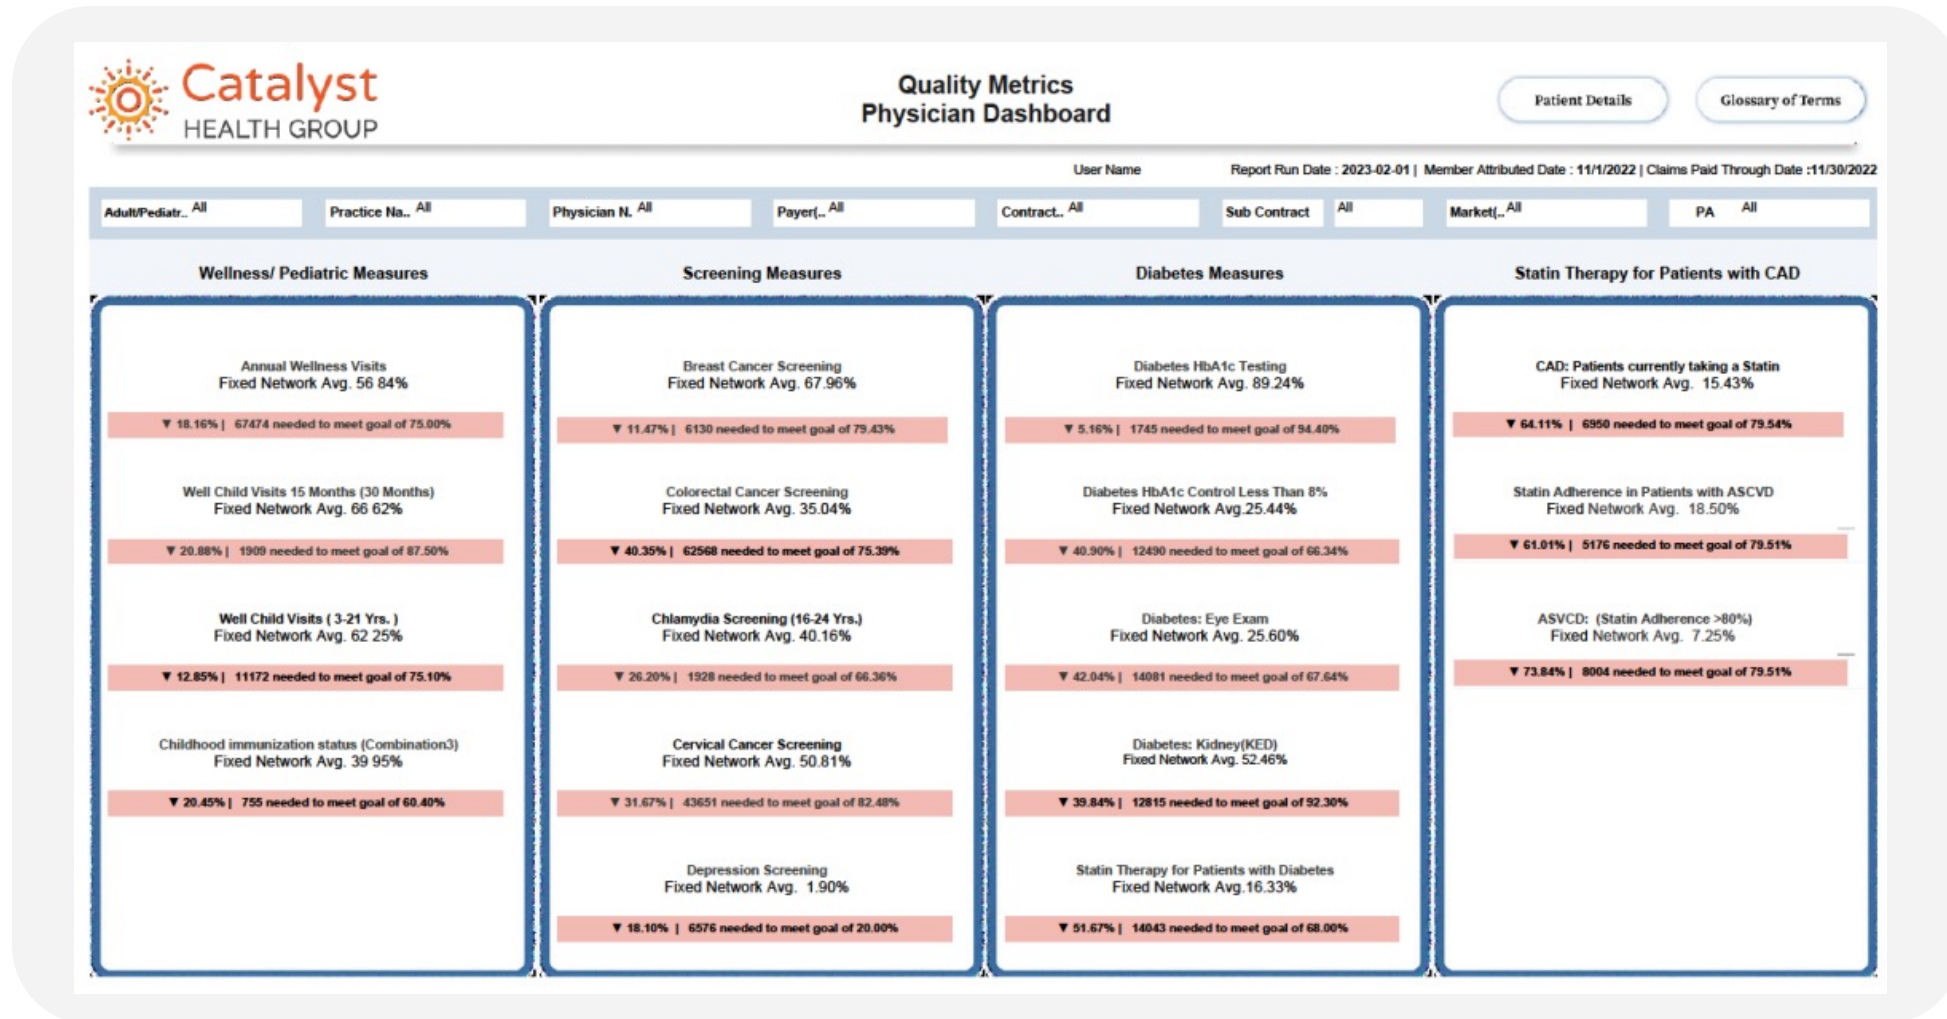 Catalyst
HEALTH GROUP
Quality Metrics
Physician Dashboard
Patient Details
Glossary of Terms
User Name
Report Run Date : 2023-02-01 | Member Attributed Date : 11/1/2022 | Claims Paid Through Date :11/30/2022
Adult/Pediatr.. All
Practice Na.. All
Physician N. All
Payer(.. All
Contract.. All
Sub Contract All
Market(.. All
PA All
Wellness/ Pediatric Measures
Annual Wellness Visits
Fixed Network Avg. 56 84%
▼ 18.16% | 67474 needed to meet goal of 75.00%
Well Child Visits 15 Months (30 Months)
Fixed Network Avg. 66 62%
▼ 20.88% | 1909 needed to meet goal of 87.50%
Well Child Visits ( 3-21 Yrs. )
Fixed Network Avg. 62 25%
▼ 12.85% | 11172 needed to meet goal of 75.10%
Childhood immunization status (Combination3)
Fixed Network Avg. 39 95%
▼ 20.45% | 755 needed to meet goal of 60.40%
Screening Measures
Breast Cancer Screening
Fixed Network Avg. 67.96%
▼ 11.47% | 6130 needed to meet goal of 79.43%
Colorectal Cancer Screening
Fixed Network Avg. 35.04%
▼ 40.35% | 62568 needed to meet goal of 75.39%
Chlamydia Screening (16-24 Yrs.)
Fixed Network Avg. 40.16%
▼ 26.20% | 1928 needed to meet goal of 66.36%
Cervical Cancer Screening
Fixed Network Avg. 50.81%
▼ 31.67% | 43651 needed to meet goal of 82.48%
Depression Screening
Fixed Network Avg. 1.90%
▼ 18.10% | 6576 needed to meet goal of 20.00%
Diabetes Measures
Diabetes HbA1c Testing
Fixed Network Avg. 89.24%
▼ 5.16% | 1745 needed to meet goal of 94.40%
Diabetes HbA1c Control Less Than 8%
Fixed Network Avg.25.44%
▼ 40.90% | 12490 needed to meet goal of 66.34%
Diabetes: Eye Exam
Fixed Network Avg. 25.60%
▼ 42.04% | 14081 needed to meet goal of 67.64%
Diabetes: Kidney(KED)
Fixed Network Avg. 52.46%
▼ 39.84% | 12815 needed to meet goal of 92.30%
Statin Therapy for Patients with Diabetes
Fixed Network Avg.16.33%
▼ 51.67% | 14043 needed to meet goal of 68.00%
Statin Therapy for Patients with CAD
CAD: Patients currently taking a Statin
Fixed Network Avg. 15.43%
▼ 64.11% | 6950 needed to meet goal of 79.54%
Statin Adherence in Patients with ASCVD
Fixed Network Avg. 18.50%
▼ 61.01% | 5176 needed to meet goal of 79.51%
ASVCD: (Statin Adherence >80%)
Fixed Network Avg. 7.25%
▼ 73.84% | 8004 needed to meet goal of 79.51%